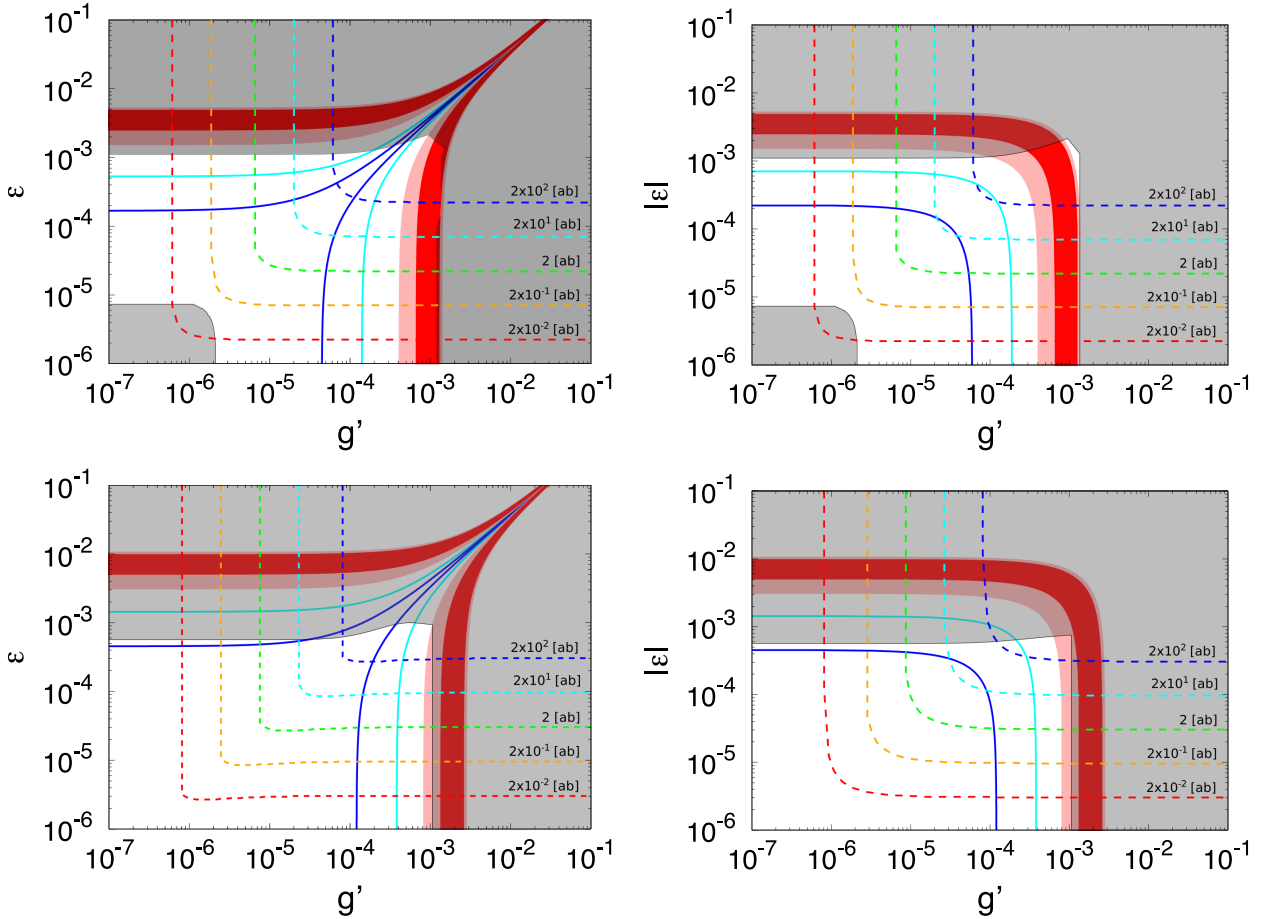 10⁻¹ 10⁻²
10⁻³
10⁻⁴
10⁻⁵
10⁻⁶
ε
2x10² [ab]
2x10¹ [ab]
2 [ab]
2x10⁻¹ [ab]
2x10⁻² [ab]
10⁻⁷ 10⁻⁶ 10⁻⁵ 10⁻⁴ 10⁻³ 10⁻² 10⁻¹
g'
10⁻¹
10⁻²
10⁻³
10⁻⁴
10⁻⁵
10⁻⁶
|ε|
2x10² [ab]
2x10¹ [ab]
2 [ab]
2x10⁻¹ [ab]
2x10⁻² [ab]
10⁻⁷ 10⁻⁶ 10⁻⁵ 10⁻⁴ 10⁻³ 10⁻² 10⁻¹
g'
10⁻¹
10⁻²
10⁻³
10⁻⁴
10⁻⁵
10⁻⁶
ε
2x10² [ab]
2x10¹ [ab]
2 [ab]
2x10⁻¹ [ab]
2x10⁻² [ab]
10⁻⁷ 10⁻⁶ 10⁻⁵ 10⁻⁴ 10⁻³ 10⁻² 10⁻¹
g'
10⁻¹
10⁻²
10⁻³
10⁻⁴
10⁻⁵
10⁻⁶
|ε|
2x10² [ab]
2x10¹ [ab]
2 [ab]
2x10⁻¹ [ab]
2x10⁻² [ab]
10⁻⁷ 10⁻⁶ 10⁻⁵ 10⁻⁴ 10⁻³ 10⁻² 10⁻¹
g'